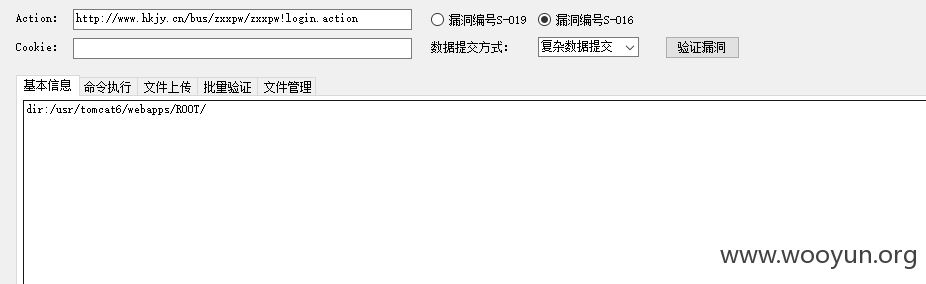 Action: http://www.hkjy.cn/bus/zxxpw/zxxpw!login.action 漏洞编号S-019 漏洞编号S-016
Cookie: 数据提交方式: 复杂数据提交 验证漏洞
基本信息 命令执行 文件上传 批量验证 文件管理
dir:/usr/tomcat6/webapps/ROOT/
www.wooyun.org